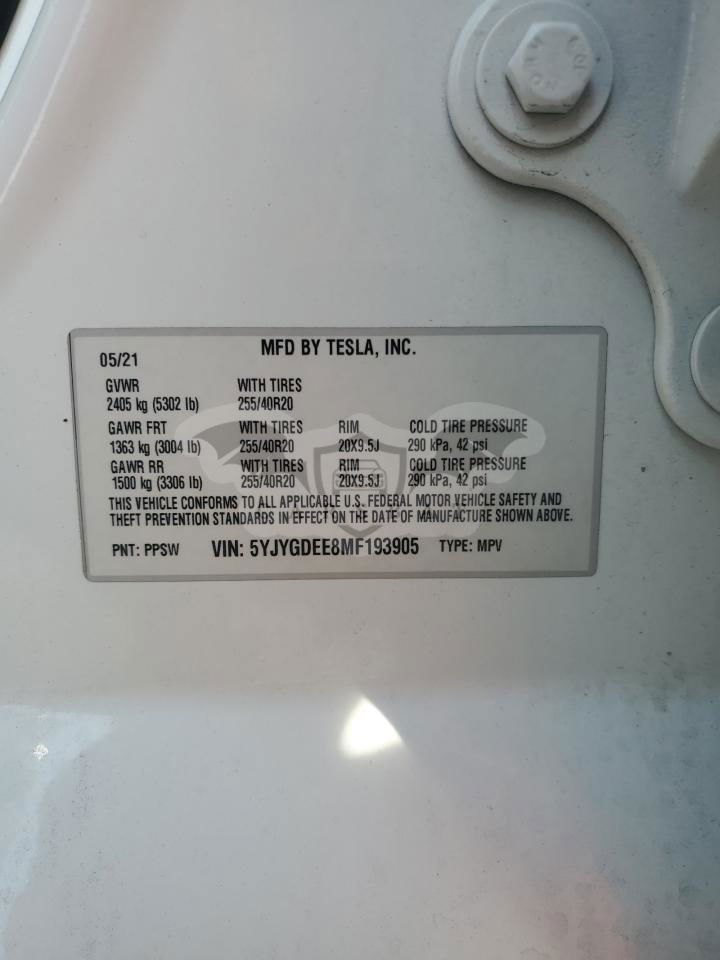 05/21 MFD BY TESLA, INC.
GVWR WITH TIRES
2405 kg (5302 lb) 255/40R20
GAWR FRT WITH TIRES RIM COLD TIRE PRESSURE
1363 kg (3004 lb) 255/40R20 20X9.5J 290 kPa, 42 psi
GAWR RR WITH TIRES RIM COLD TIRE PRESSURE
1500 kg (3306 lb) 255/40R20 20X9.5J 290 kPa, 42 psi
THIS VEHICLE CONFORMS TO ALL APPLICABLE U.S. FEDERAL MOTOR VEHICLE SAFETY AND
THEFT PREVENTION STANDARDS IN EFFECT ON THE DATE OF MANUFACTURE SHOWN ABOVE.
PNT: PPSW VIN: 5YJYGDEE8MF193905 TYPE: MPV